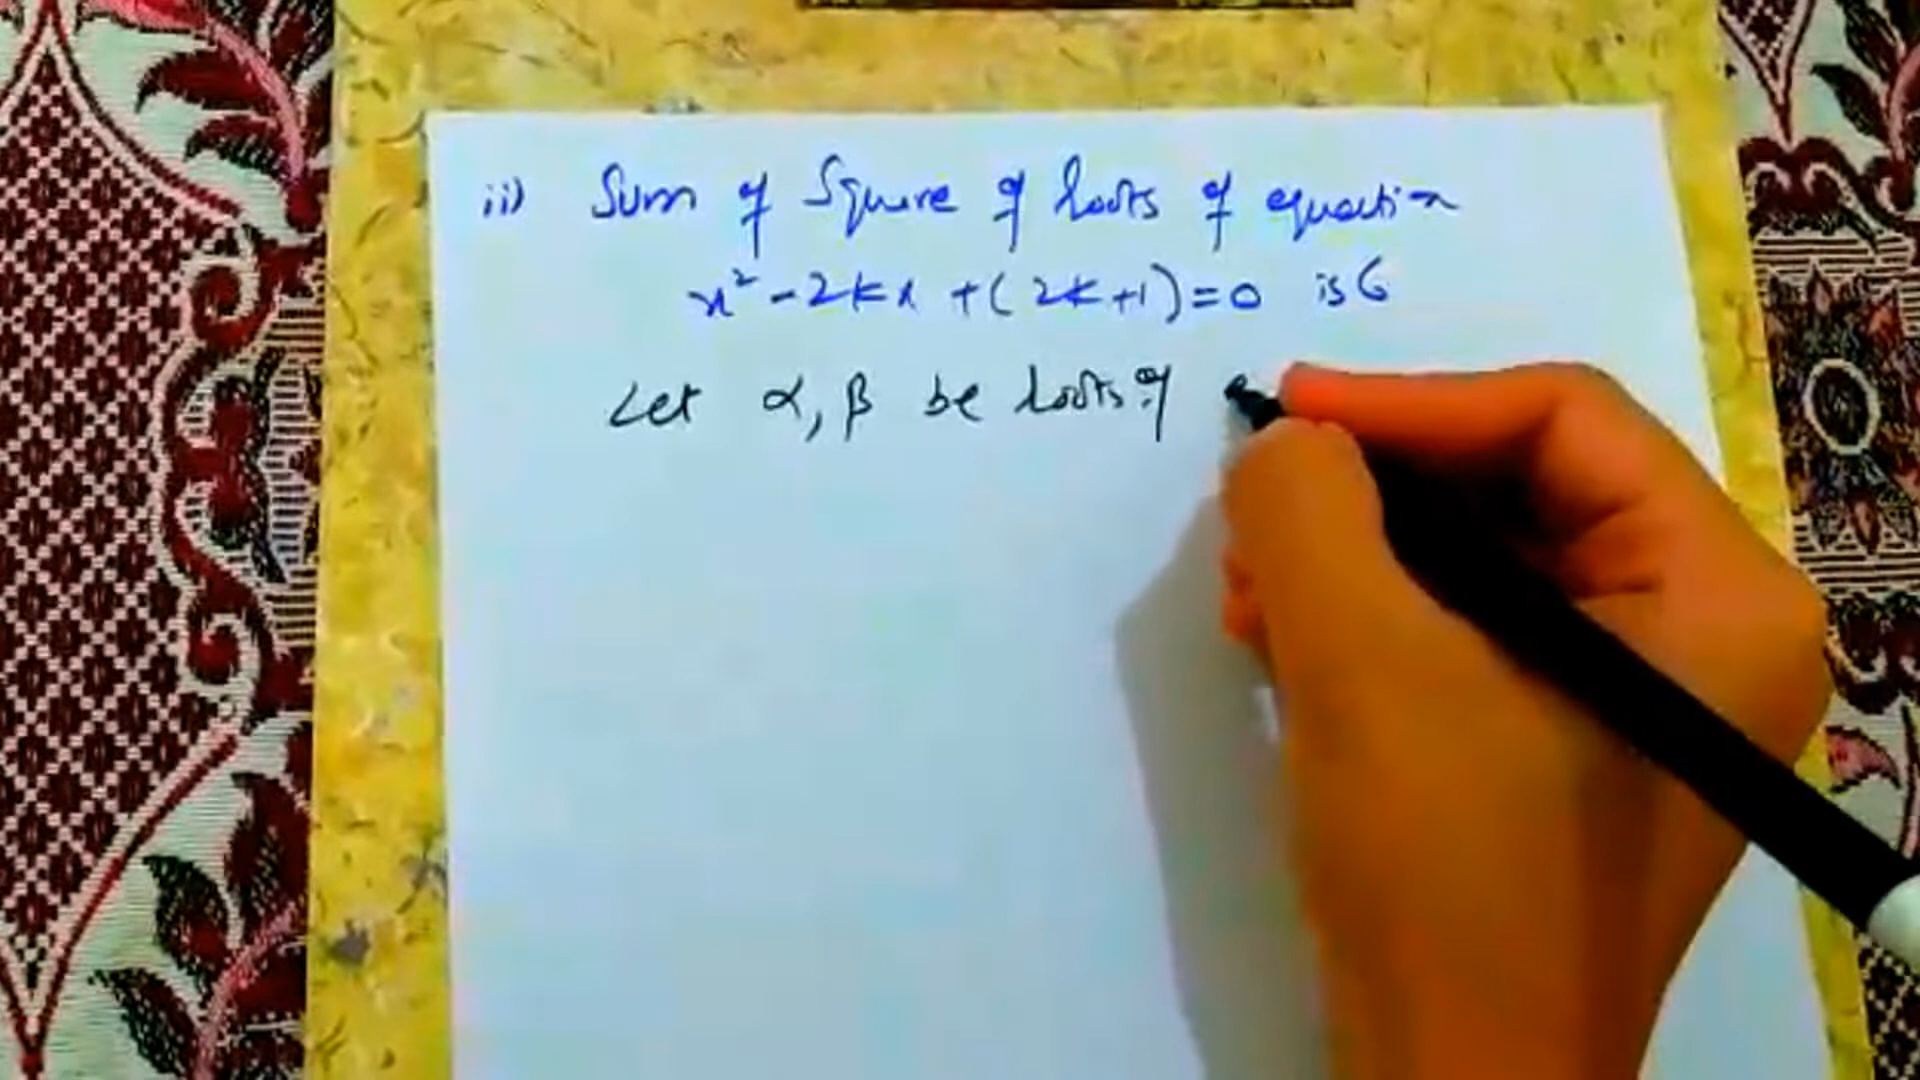 ii) Sum of Square of roots of equation
x² - 2kx + (2k+1) = 0 is 6
Let α, β be roots of